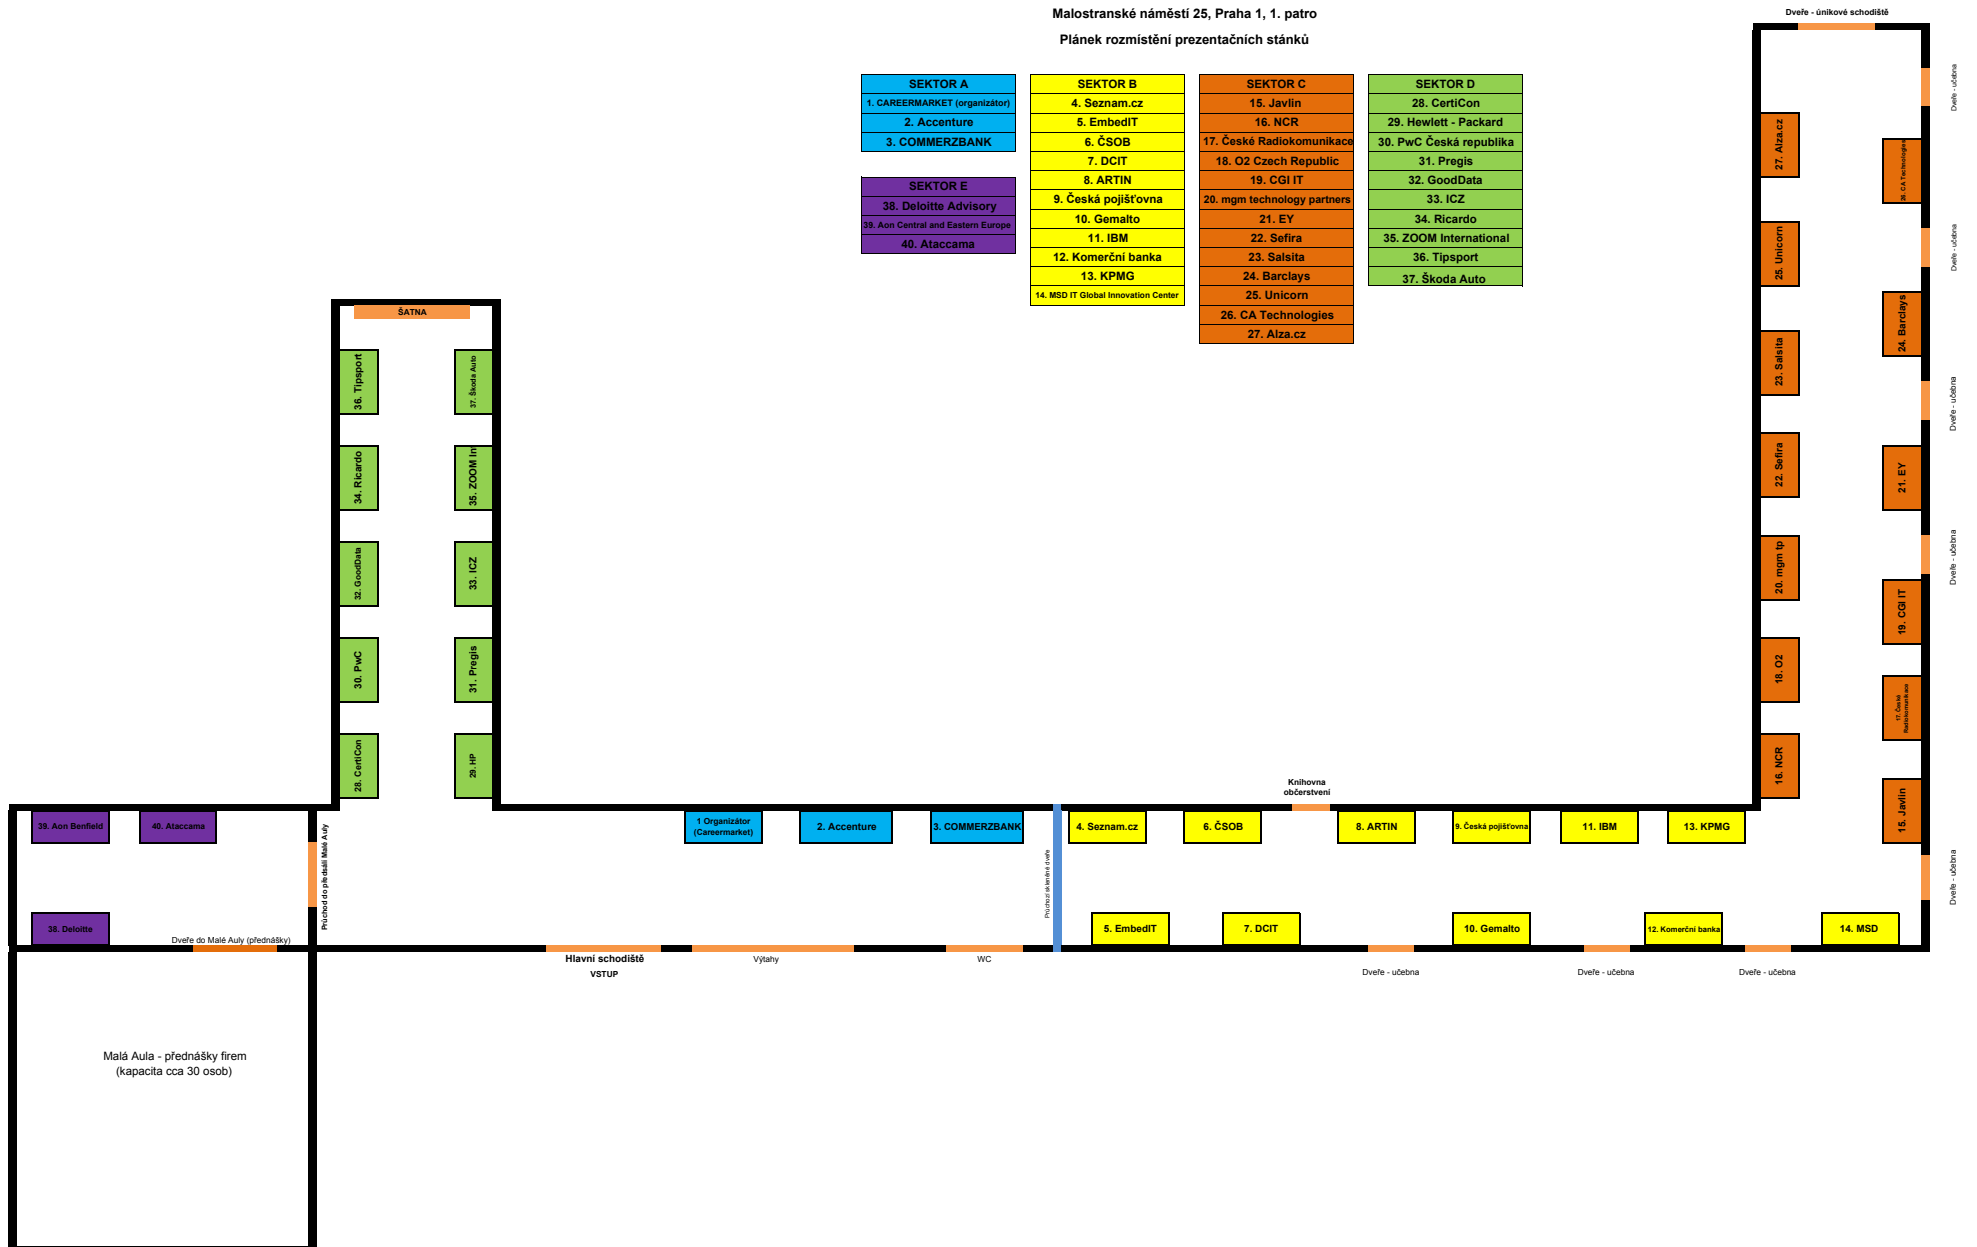 Malostranské náměstí 25, Praha 1, 1. patro
Plánek rozmístění prezentačních stánků
Dveře - únikové schodiště
SEKTOR A
1. CAREERMARKET (organizátor)
2. Accenture
3. COMMERZBANK
SEKTOR E
38. Deloitte Advisory
39. Aon Central and Eastern Europe
40. Ataccama
SEKTOR B
4. Seznam.cz
5. EmbedIT
6. ČSOB
7. DCIT
8. ARTIN
9. Česká pojišťovna
10. Gemalto
11. IBM
12. Komerční banka
13. KPMG
14. MSD IT Global Innovation Center
SEKTOR C
15. Javlin
16. NCR
17. České Radiokomunikace
18. O2 Czech Republic
19. CGI IT
20. mgm technology partners
21. EY
22. Sefira
23. Salsita
24. Barclays
25. Unicorn
26. CA Technologies
27. Alza.cz
SEKTOR D
28. CertiCon
29. Hewlett - Packard
30. PwC Česká republika
31. Pregis
32. GoodData
33. ICZ
34. Ricardo
35. ZOOM International
36. Tipsport
37. Škoda Auto
ŠATNA
36. Tipsport
37. Škoda Auto
34. Ricardo
35. ZOOM In
32. GoodData
33. ICZ
30. PwC
31. Pregis
28. CertiCon
29. HP
27. Alza.cz
26. CA Technologies
25. Unicorn
24. Barclays
23. Salsita
22. Sefira
21. EY
20. mgm tp
19. CGI IT
18. O2
17. České
Radiokomunikace
16. NCR
15. Javlin
Dveře - učebna
Dveře - učebna
Dveře - učebna
Dveře - učebna
Dveře - učebna
Knihovna
občerstvení
39. Aon Benfield
40. Ataccama
Průchod do předsálí Malé Auly
1 Organizátor
(Careermarket)
2. Accenture
3. COMMERZBANK
Průchozí skleněné dveře
4. Seznam.cz
6. ČSOB
8. ARTIN
9. Česká pojišťovna
11. IBM
13. KPMG
38. Deloitte
Dveře do Malé Auly (přednášky)
5. EmbedIT
7. DCIT
10. Gemalto
12. Komerční banka
14. MSD
Hlavní schodiště
VSTUP
Výtahy
WC
Dveře - učebna
Dveře - učebna
Dveře - učebna
Malá Aula - přednášky firem
(kapacita cca 30 osob)